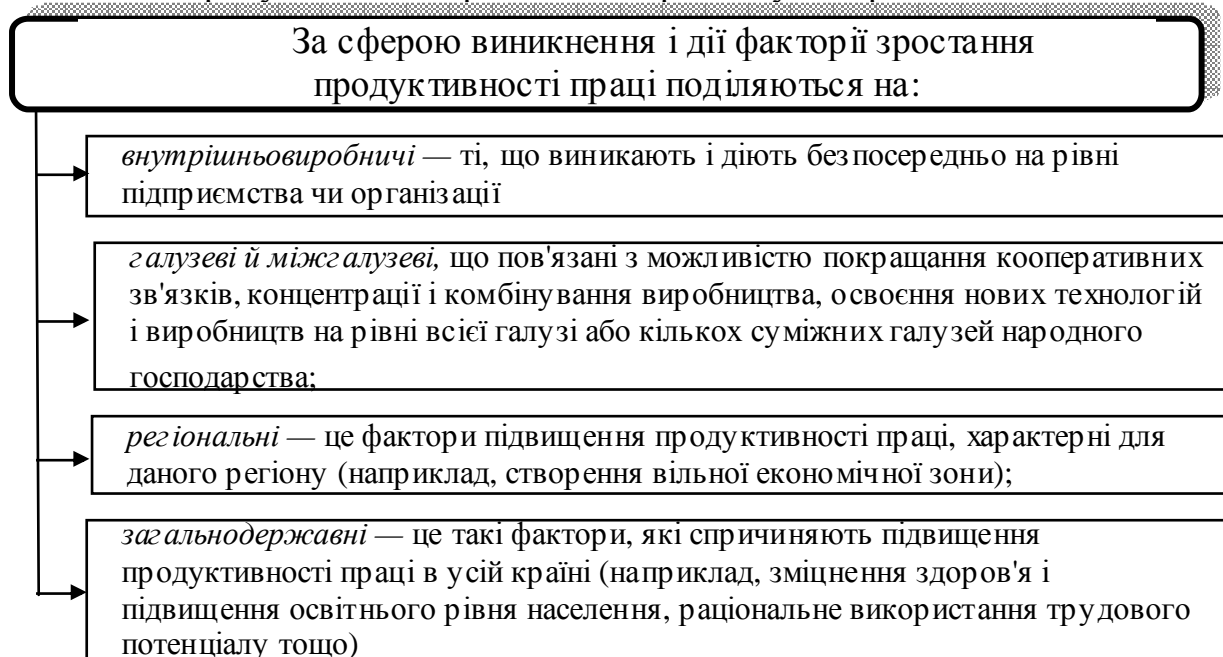 За сферою виникнення і дії факторії зростання
продуктивності праці поділяються на:
внутрішньовиробничі — ті, що виникають і діють безпосередньо на рівні
підприємства чи організації
галузеві й міжгалузеві, що пов'язані з можливістю покращання кооперативних
зв'язків, концентрації і комбінування виробництва, освоєння нових технологій
і виробництв на рівні всієї галузі або кількох суміжних галузей народного
господарства;
регіональні — це фактори підвищення продуктивності праці, характерні для
даного регіону (наприклад, створення вільної економічної зони);
загальнодержавні — це такі фактори, які спричиняють підвищення
продуктивності праці в усій країні (наприклад, зміцнення здоров'я і
підвищення освітнього рівня населення, раціональне використання трудового
потенціалу тощо)